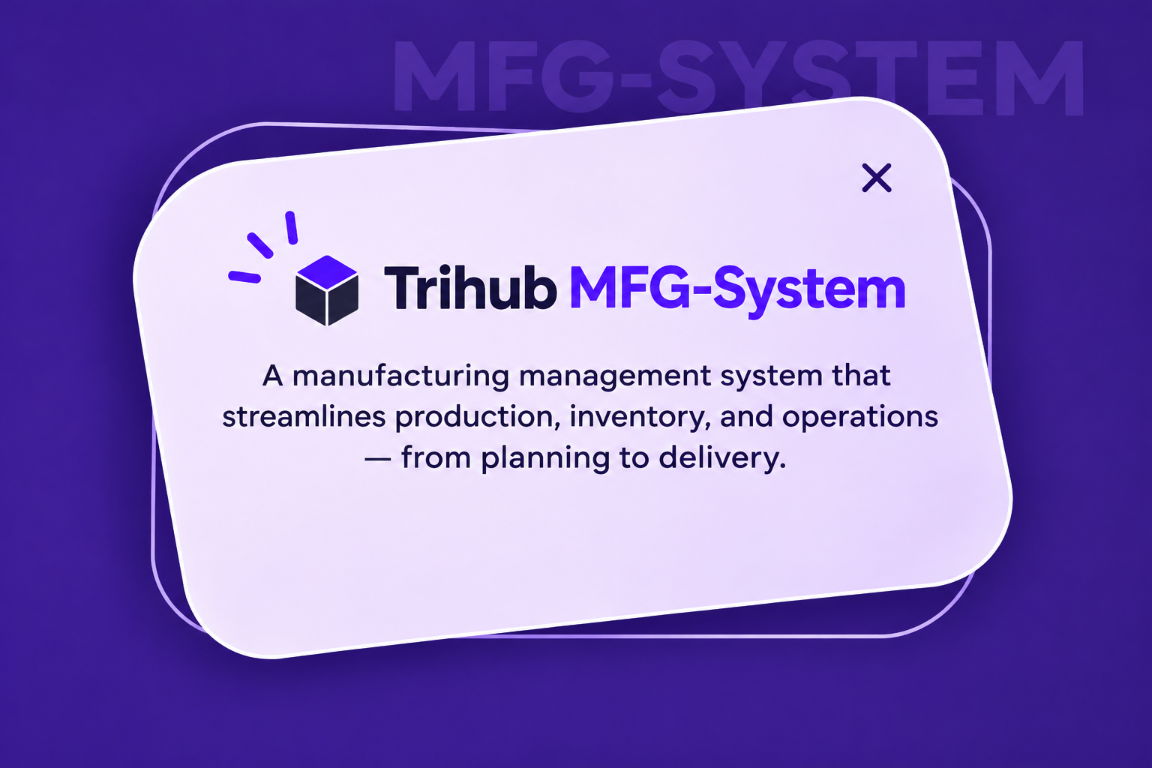 MFG-SYSTEM
Trihub MFG-System
A manufacturing management system that
streamlines production, inventory, and operations
— from planning to delivery.